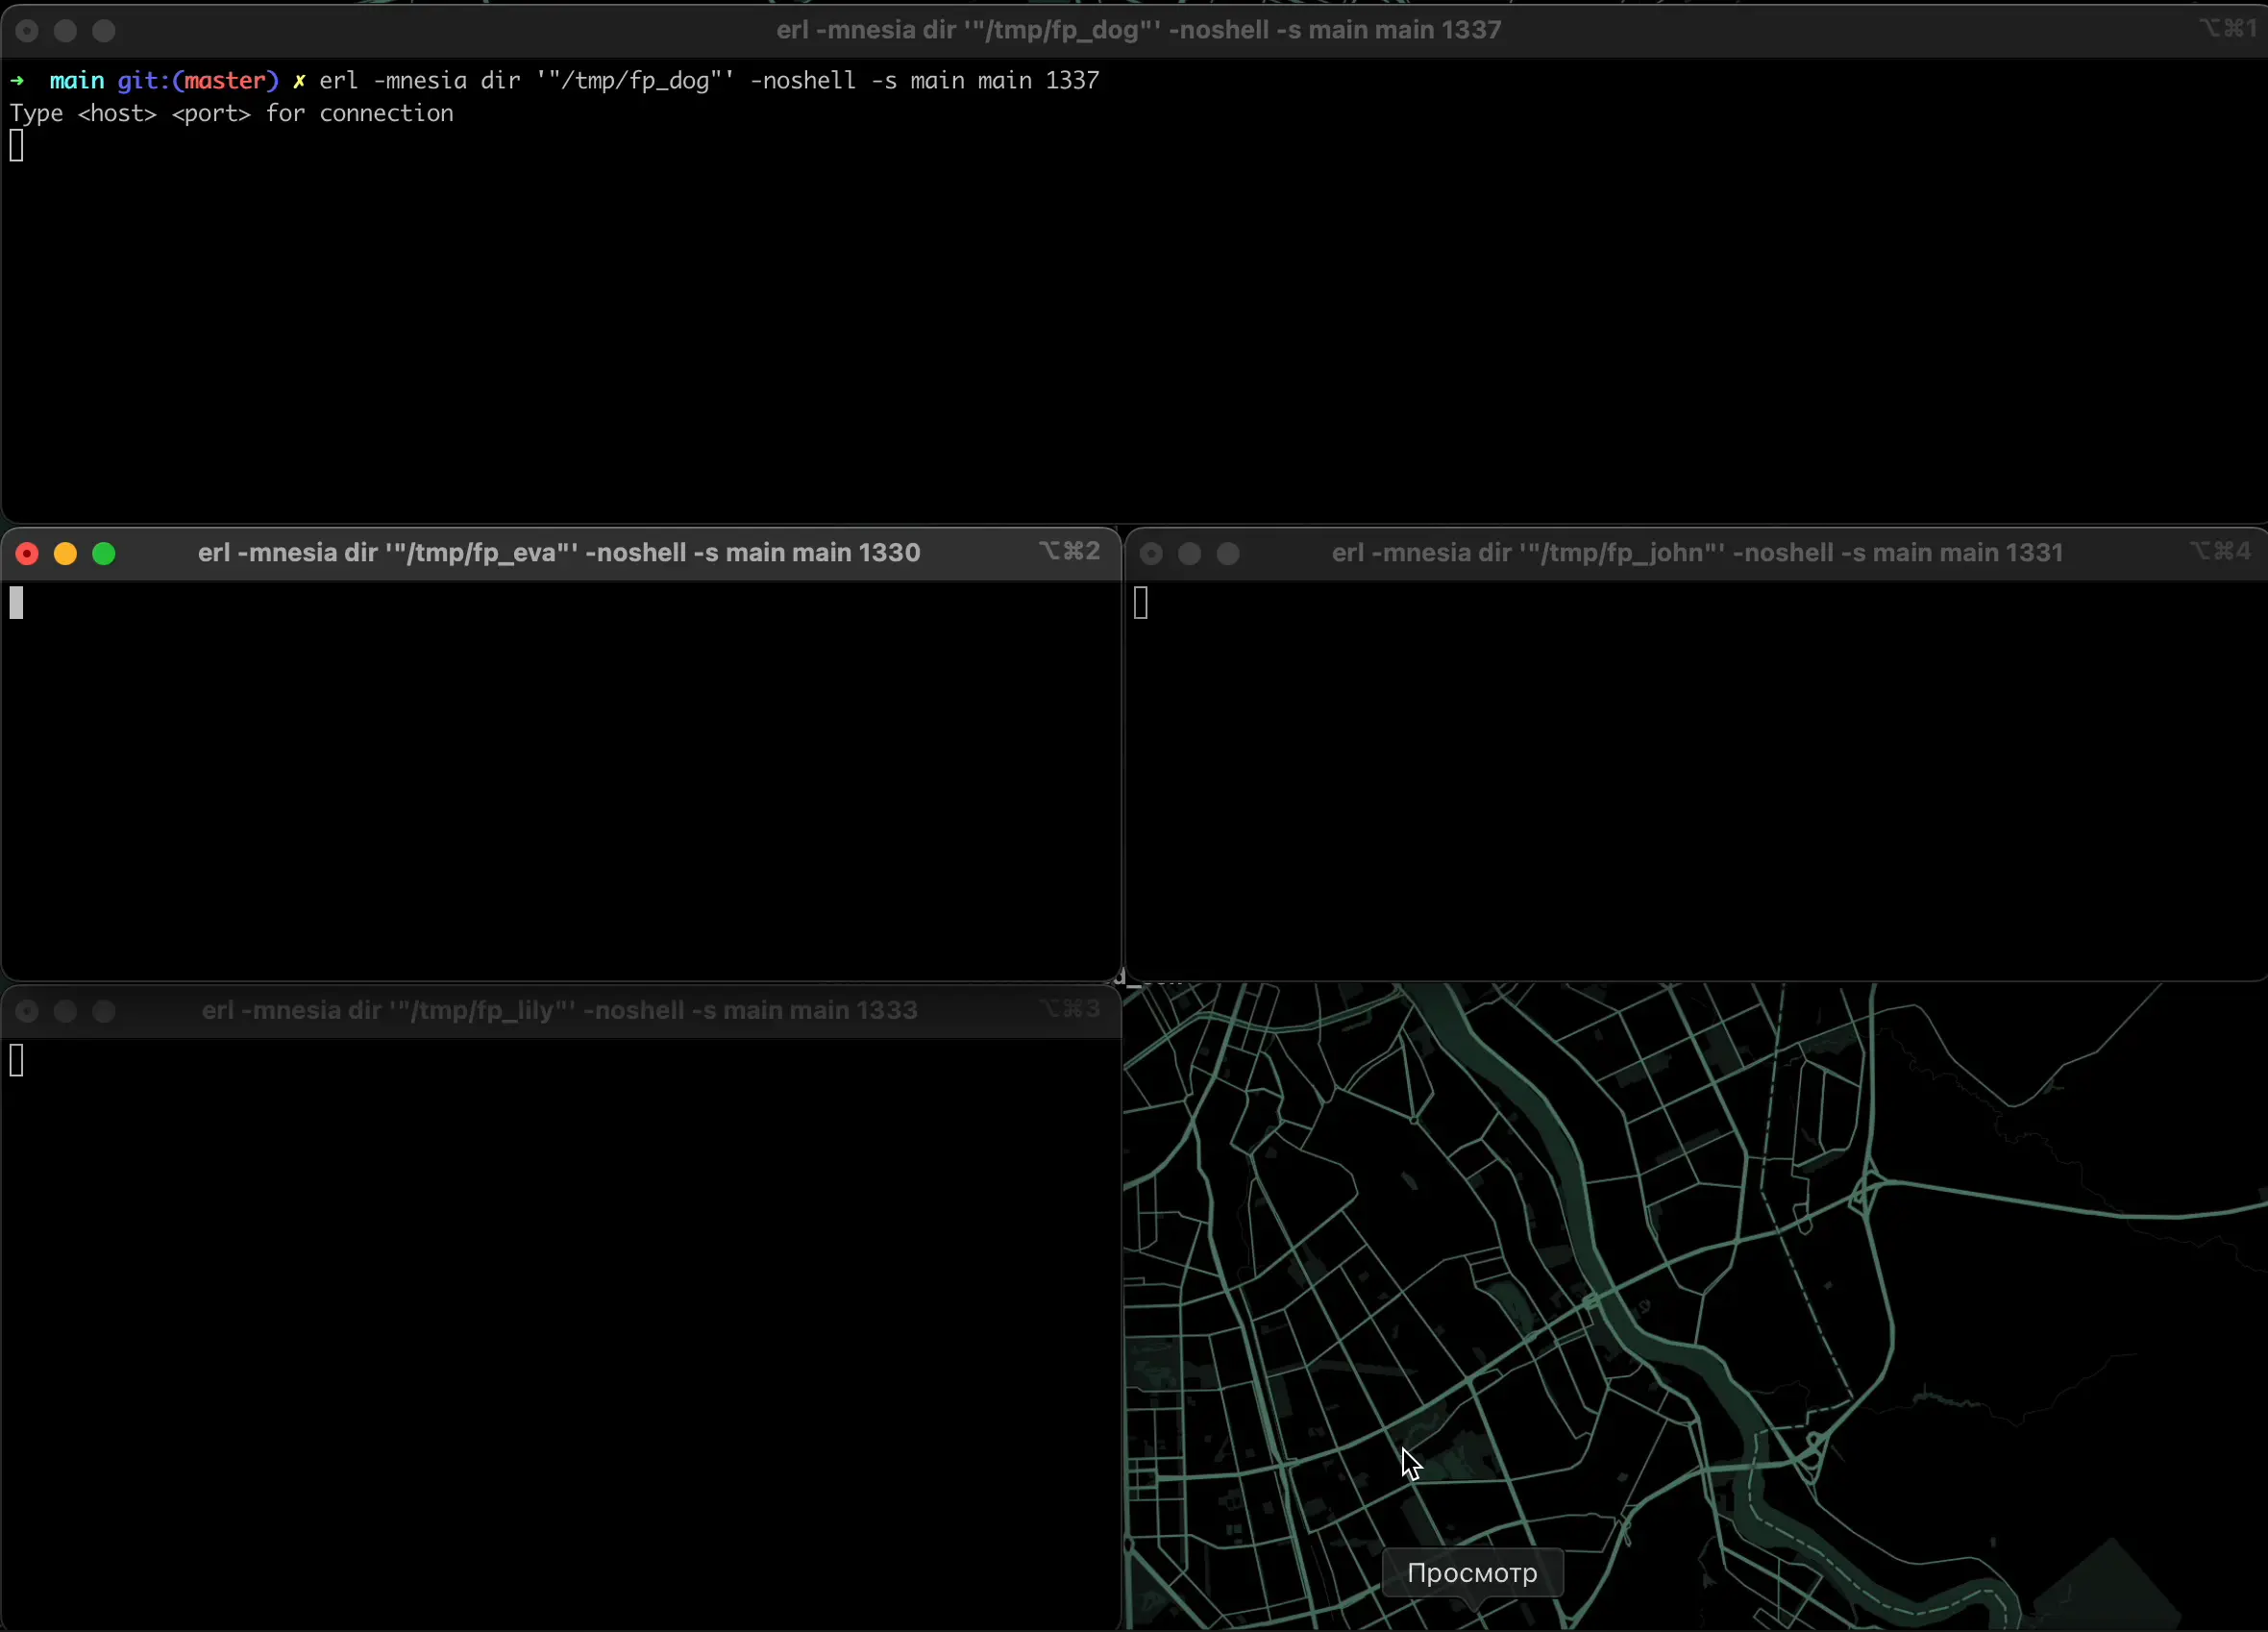 erl -mnesia dir '"/tmp/fp_dog"' -noshell -s main main 1337
⌥⌘1
➜  main git:(master) ✗ erl -mnesia dir '"/tmp/fp_dog"' -noshell -s main main 1337
Type <host> <port> for connection
erl -mnesia dir '"/tmp/fp_eva"' -noshell -s main main 1330
⌥⌘2
erl -mnesia dir '"/tmp/fp_john"' -noshell -s main main 1331
⌥⌘4
erl -mnesia dir '"/tmp/fp_lily"' -noshell -s main main 1333
⌥⌘3
Просмотр